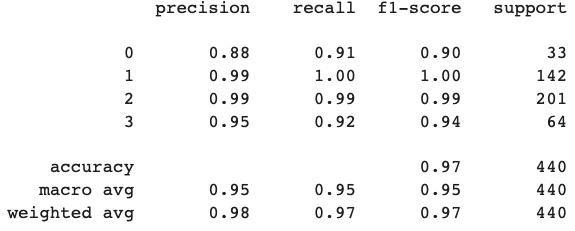 precision recall f1-score support
0 0.88 0.91 0.90 33
1 0.99 1.00 1.00 142
2 0.99 0.99 0.99 201
3 0.95 0.92 0.94 64
accuracy 0.97 440
macro avg 0.95 0.95 0.95 440
weighted avg 0.98 0.97 0.97 440